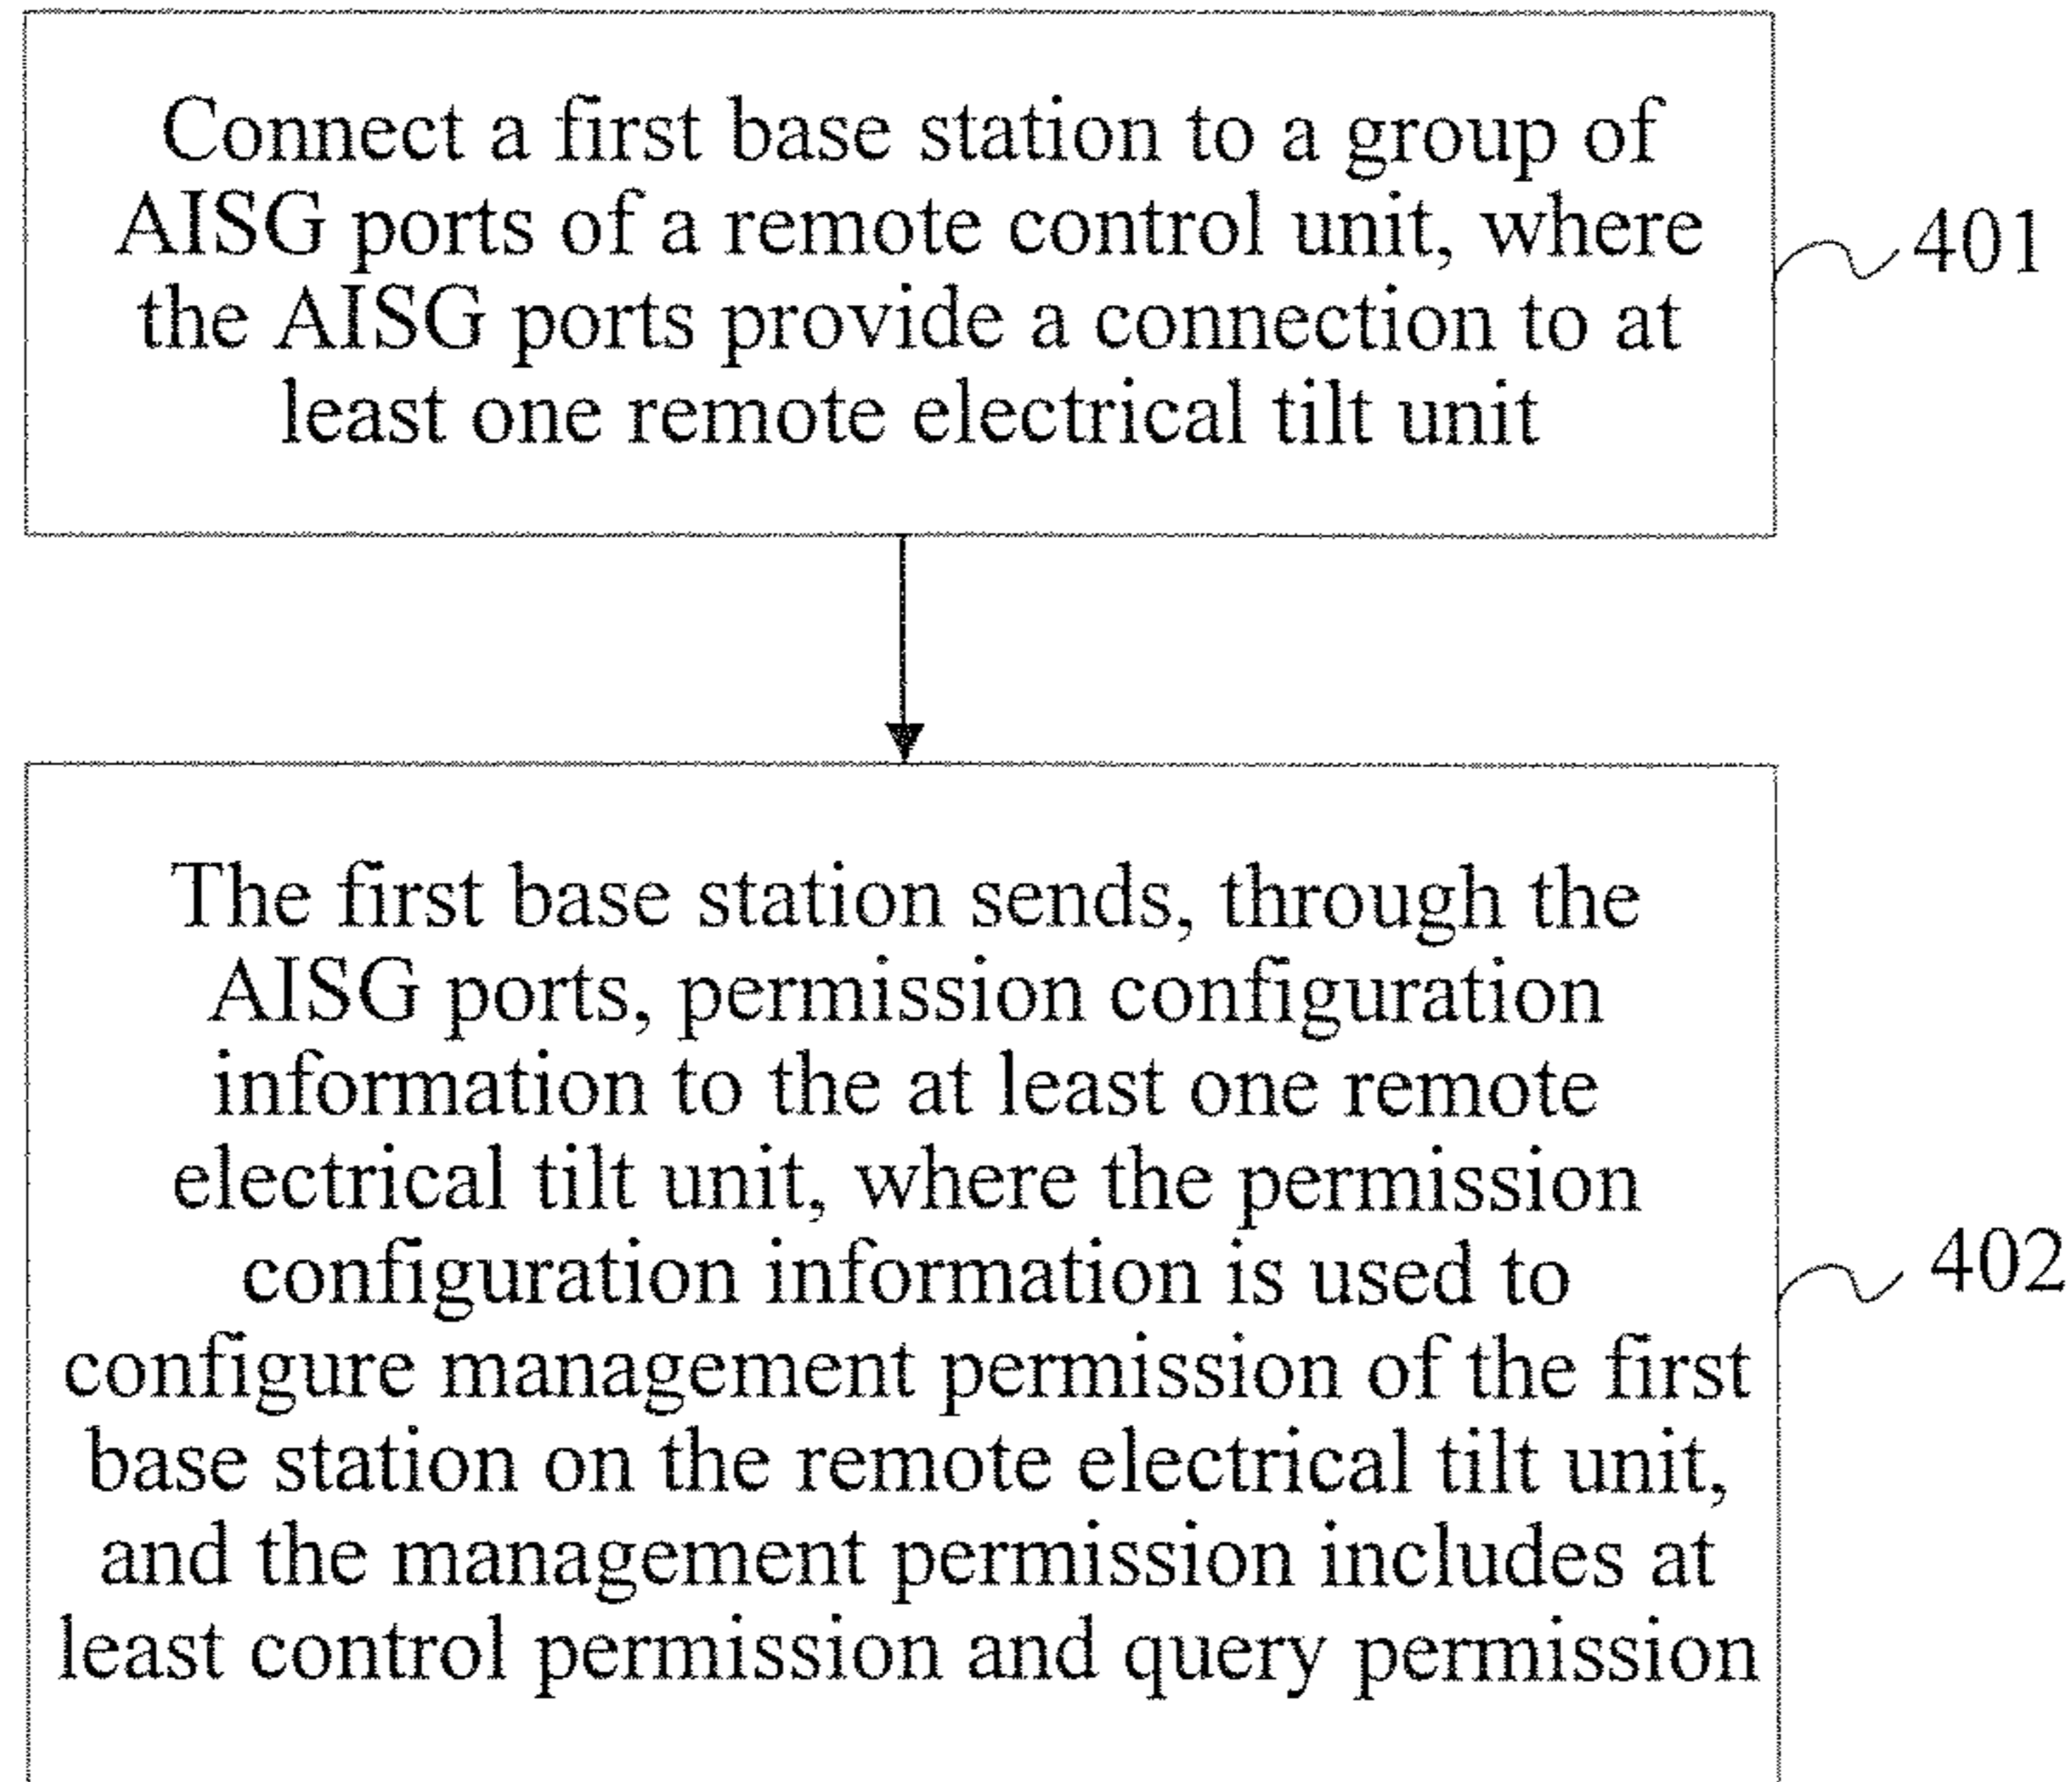 Connect a first base station to a group of
AISG ports of a remote control unit, where
the AISG ports provide a connection to at
least one remote electrical tilt unit
401
The first base station sends, through the
AISG ports, permission configuration
information to the at least one remote
electrical tilt unit, where the permission
configuration information is used to
configure management permission of the first
base station on the remote electrical tilt unit,
and the management permission includes at
least control permission and query permission
402